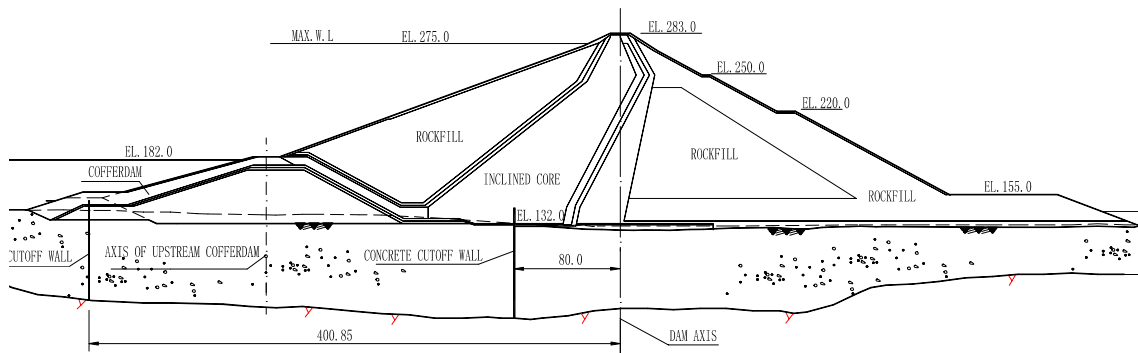 MAX.W.L EL.275.0 EL.283.0
EL.250.0
EL.220.0
ROCKFILL
ROCKFILL
EL.182.0
COFFERDAM
INCLINED CORE
ROCKFILL
EL.155.0
EL.132.0
CUTOFF WALL
AXIS OF UPSTREAM COFFERDAM
CONCRETE CUTOFF WALL
80.0
400.85
DAM AXIS